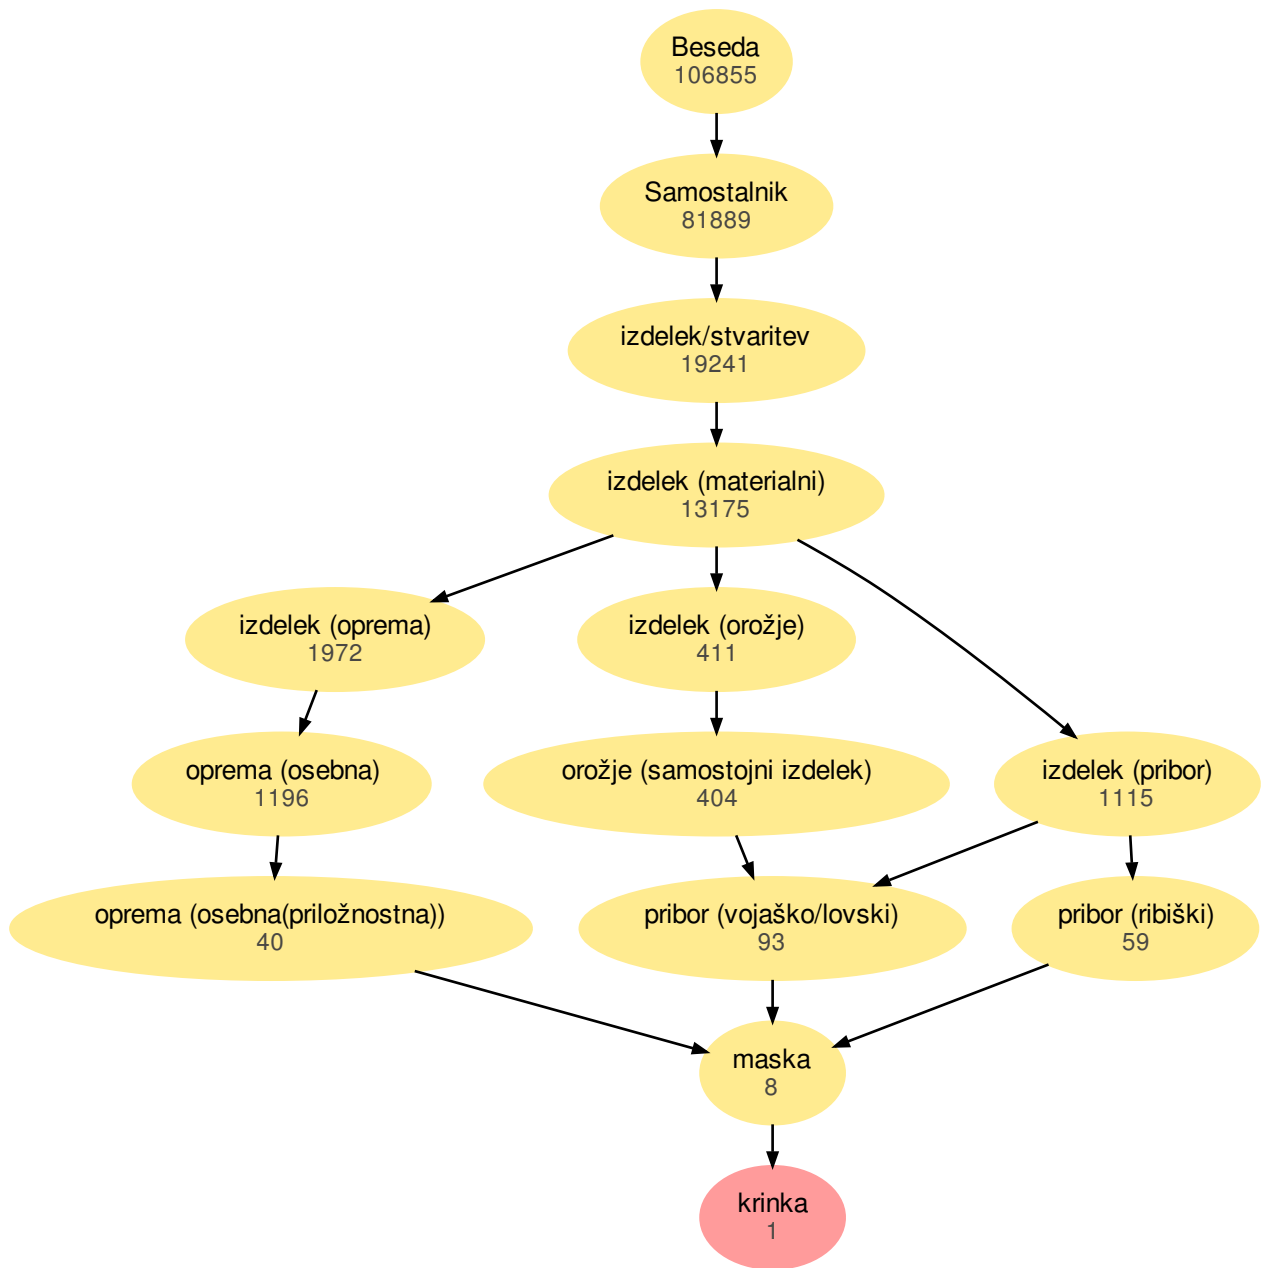 Beseda
106855
Samostalnik
81889
izdelek/stvaritev
19241
izdelek (materialni)
13175
izdelek (oprema)
1972
izdelek (orožje)
411
oprema (osebna)
1196
orožje (samostojni izdelek)
404
izdelek (pribor)
1115
oprema (osebna(priložnostna))
40
pribor (vojaško/lovski)
93
pribor (ribiški)
59
maska
8
krinka
1